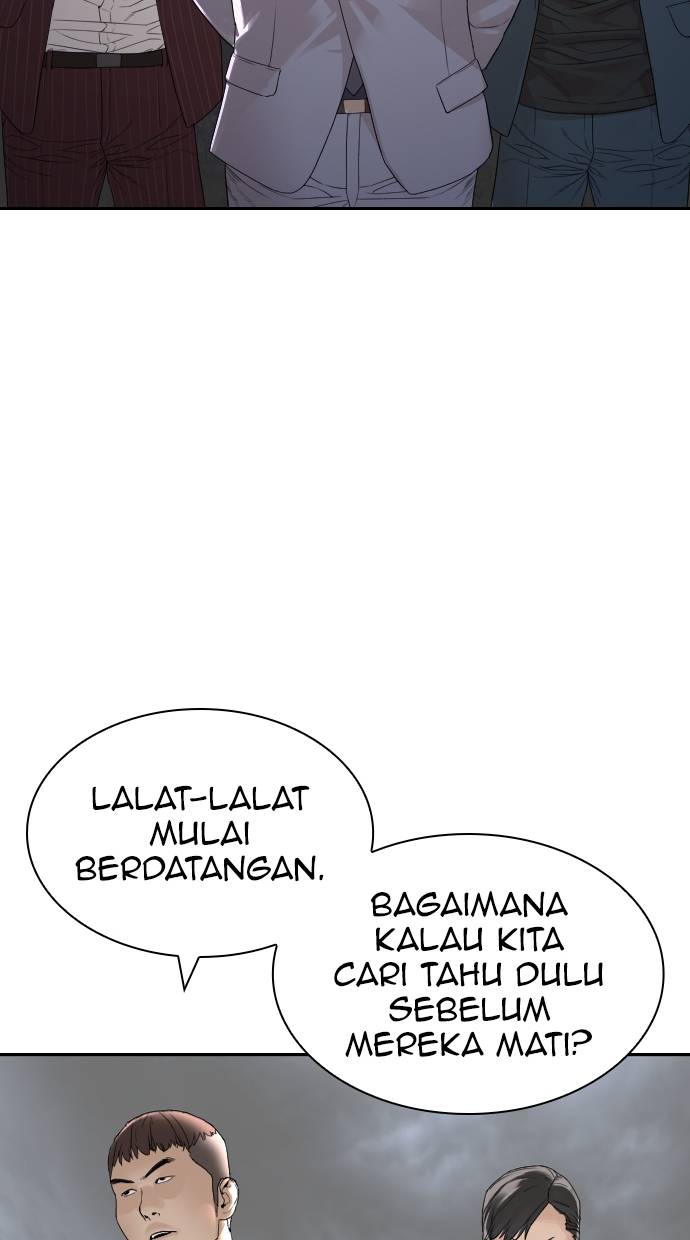 LALAT-LALAT
MULAI
BERDATANGAN.
BAGAIMANA
KALAU KITA
CARI TAHU DULU
SEBELUM
MEREKA MATI?